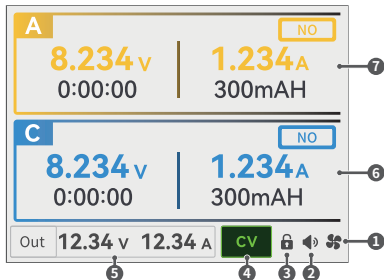 A
NO
8.234 V 1.234 A
0:00:00 300mAH
7
C
NO
8.234 V 1.234 A
0:00:00 300mAH
6
Out 12.34 V 12.34 A CV
1
5 4 3 2